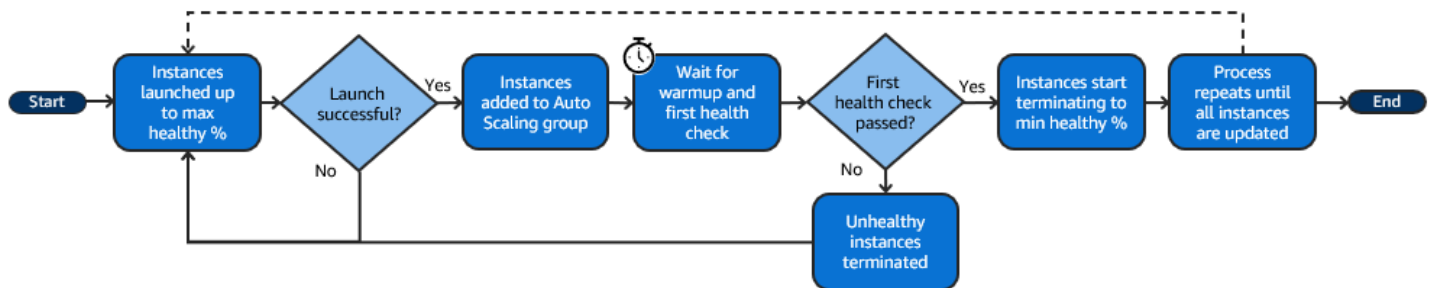 Start
Instances
launched up
to max
healthy %
Launch
successful?
Yes
No
Instances
added to Auto
Scaling group
Wait for
warmup and
first health
check
First
health check
passed?
Yes
No
Unhealthy
instances
terminated
Instances start
terminating to
min healthy %
Process
repeats until
all instances
are updated
End